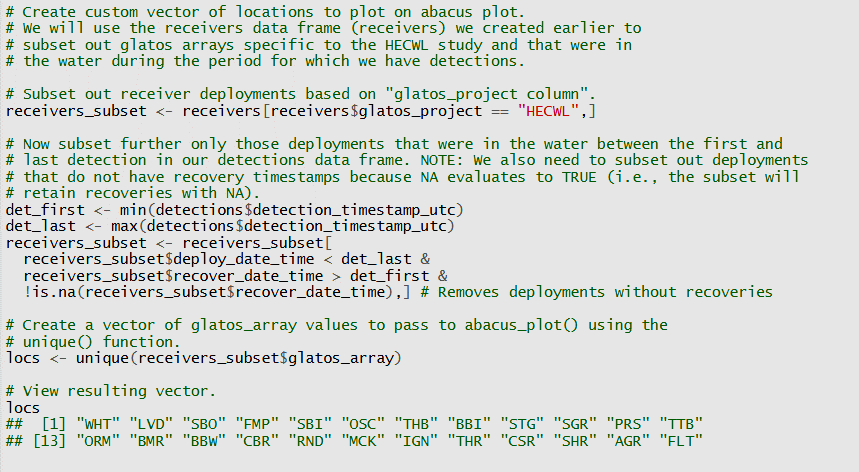 # Create custom vector of locations to plot on abacus plot.
# We will use the receivers data frame (receivers) we created earlier to
# subset out glatos arrays specific to the HECWL study and that were in
# the water during the period for which we have detections.
# Subset out receiver deployments based on "glatos_project column".
receivers_subset <- receivers[receivers$glatos_project == "HECWL",]
# Now subset further only those deployments that were in the water between the first and
# last detection in our detections data frame. NOTE: We also need to subset out deployments
# that do not have recovery timestamps because NA evaluates to TRUE (i.e., the subset will
# retain recoveries with NA).
det_first <- min(detections$detection_timestamp_utc)
det_last <- max(detections$detection_timestamp_utc)
receivers_subset <- receivers_subset[
  receivers_subset$deploy_date_time < det_last &
  receivers_subset$recover_date_time > det_first &
  !is.na(receivers_subset$recover_date_time),] # Removes deployments without recoveries
# Create a vector of glatos_array values to pass to abacus_plot() using the
# unique() function.
locs <- unique(receivers_subset$glatos_array)
# View resulting vector.
locs
##  [1] "WHT" "LVD" "SBO" "FMP" "SBI" "OSC" "THB" "BBI" "STG" "SGR" "PRS" "TTB"
## [13] "ORM" "BMR" "BBW" "CBR" "RND" "MCK" "IGN" "THR" "CSR" "SHR" "AGR" "FLT"